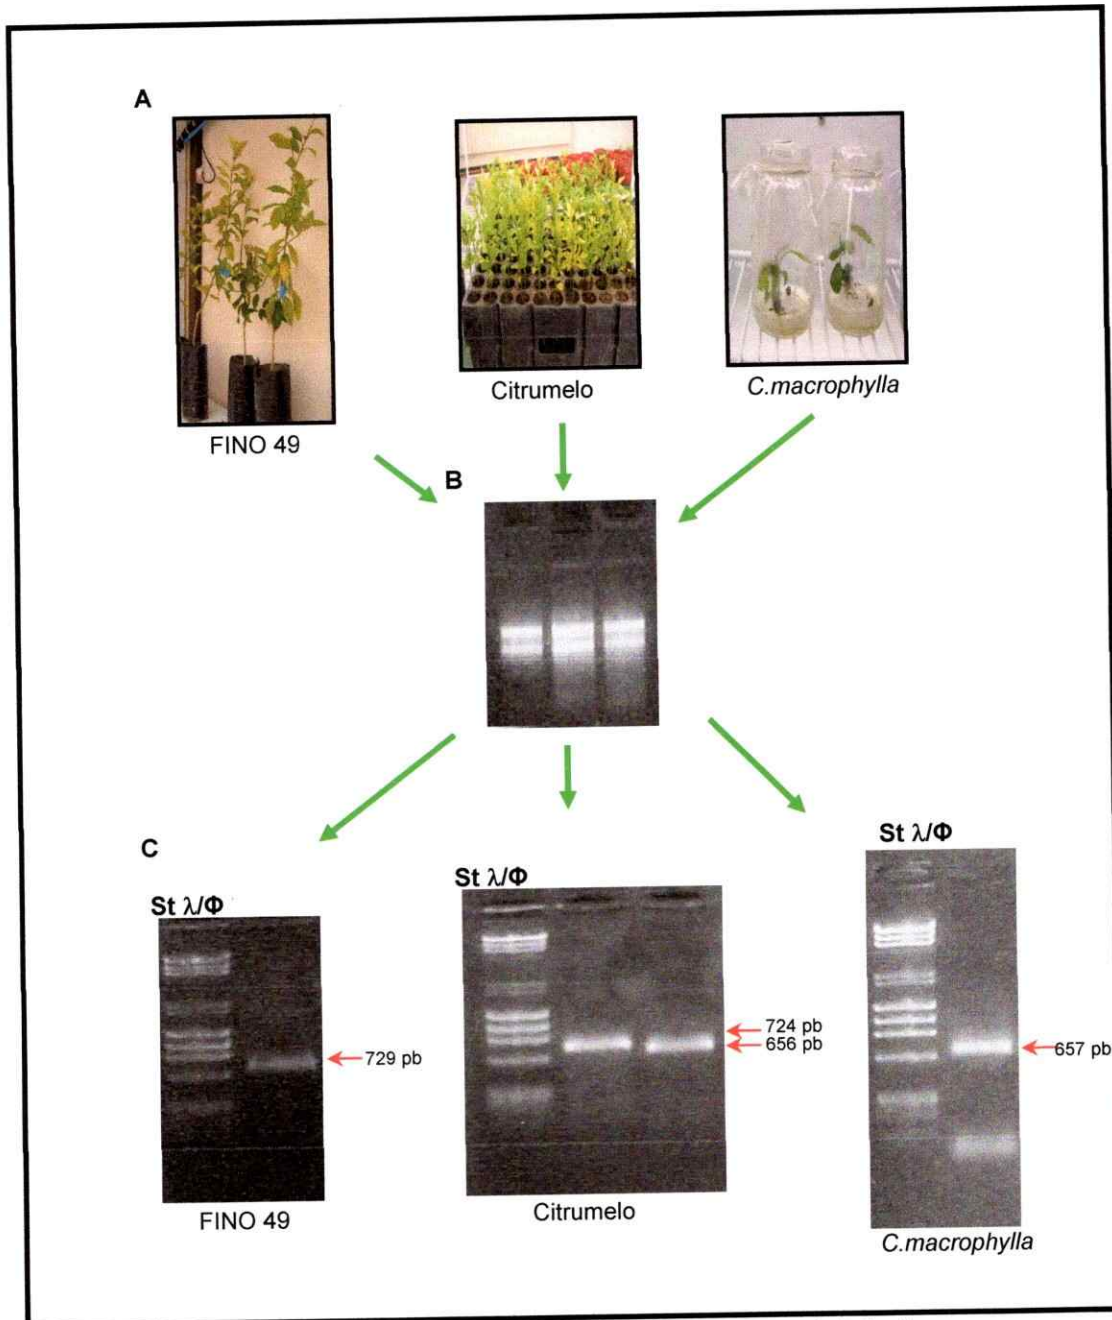 A
FINO 49
Citrumelo
C.macrophylla
B
C
St λ/Φ
729 pb
FINO 49
St λ/Φ
724 pb
656 pb
Citrumelo
St λ/Φ
657 pb
C.macrophylla